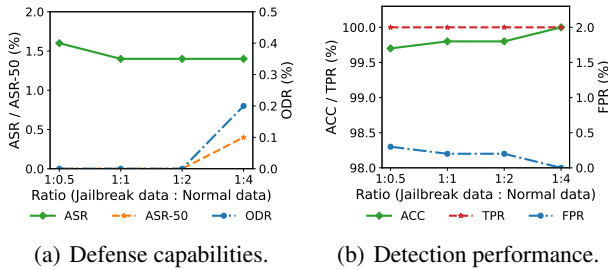 2.0
1.5
1.0
0.5
0.0
ASR / ASR-50 (%)
0.5
0.4
0.3
0.2
0.1
0.0
ODR (%)
1:0.5 1:1 1:2 1:4
Ratio (Jailbreak data : Normal data)
ASR ASR-50 ODR
(a) Defense capabilities.
100.0
99.5
99.0
98.5
98.0
ACC / TPR (%)
2.0
1.5
1.0
0.5
0.0
FPR (%)
1:0.5 1:1 1:2 1:4
Ratio (Jailbreak data : Normal data)
ACC TPR FPR
(b) Detection performance.